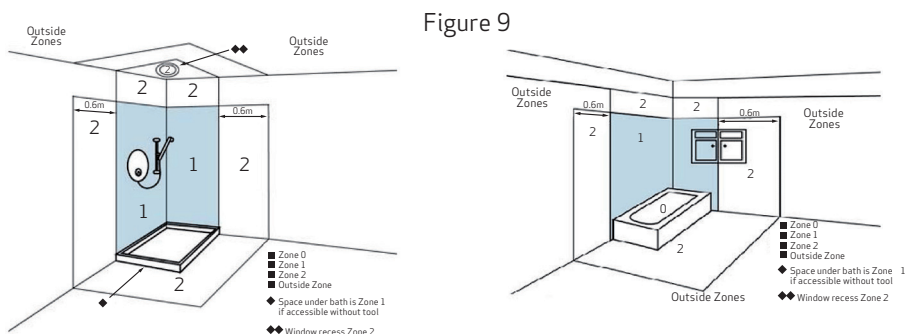 Figure 9
Outside
Zones
Outside
Zones
◆◆
2
2
2
0.6m
0.6m
2
1
2
1
2
■ Zone 0
■ Zone 1
■ Zone 2
■ Outside Zone
◆ Space under bath is Zone 1
if accessible without tool
◆◆ Window recess Zone 2
◆
Outside
Zones
Outside
Zones
0.6m
2
2
0.6m
2
1
2
0
2
Outside Zones
■ Zone 0
■ Zone 1
■ Zone 2
■ Outside Zone
◆ Space under bath is Zone 1
if accessible without tool
◆◆ Window recess Zone 2